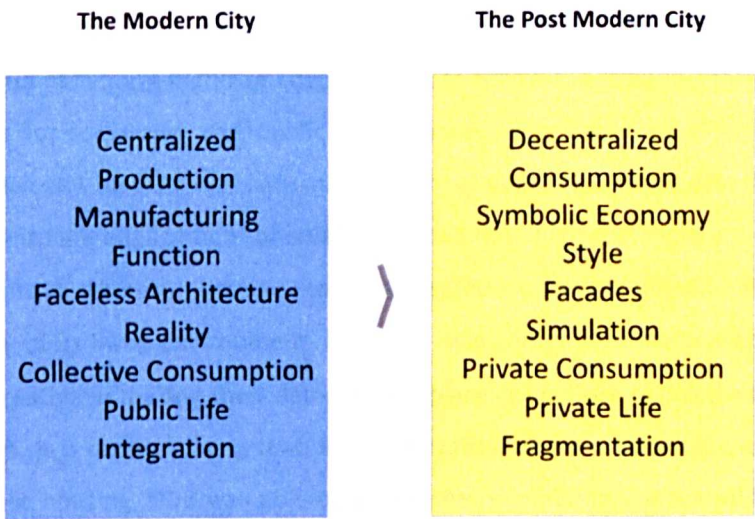 The Modern City
The Post Modern City
Centralized
Production
Manufacturing
Function
Faceless Architecture
Reality
Collective Consumption
Public Life
Integration
Decentralized
Consumption
Symbolic Economy
Style
Facades
Simulation
Private Consumption
Private Life
Fragmentation